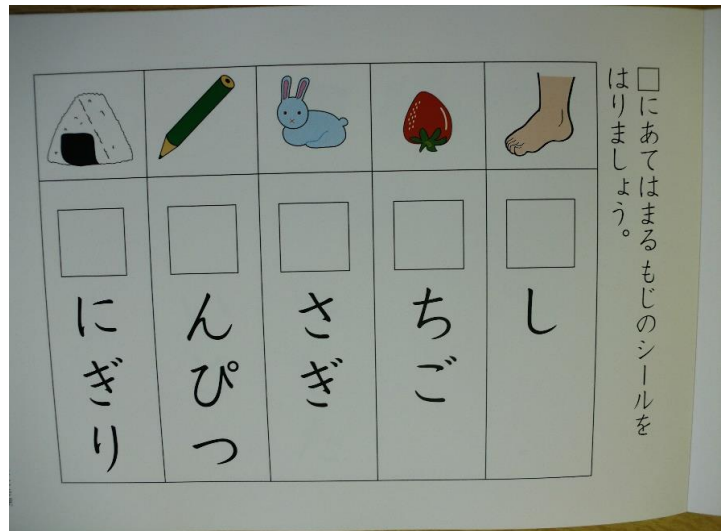 □にあてはまるもじのシールを
はりましょう。
□し
□ちご
□さぎ
□んぴつ
□にぎり